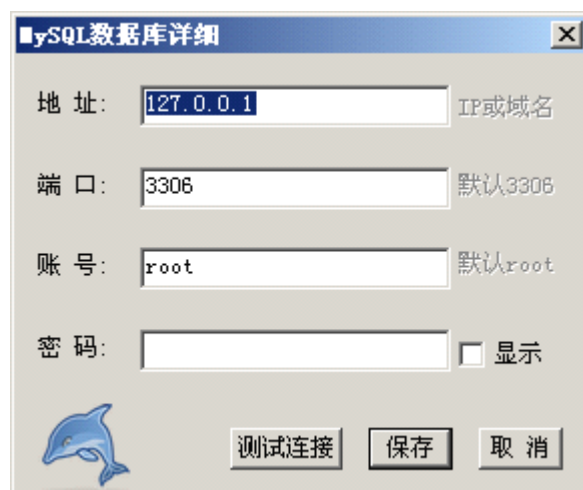 MySQL数据库详细
地 址: 127.0.0.1 IP或域名
端 口: 3306 默认3306
账 号: root 默认root
密 码: 显示
测试连接 保存 取 消